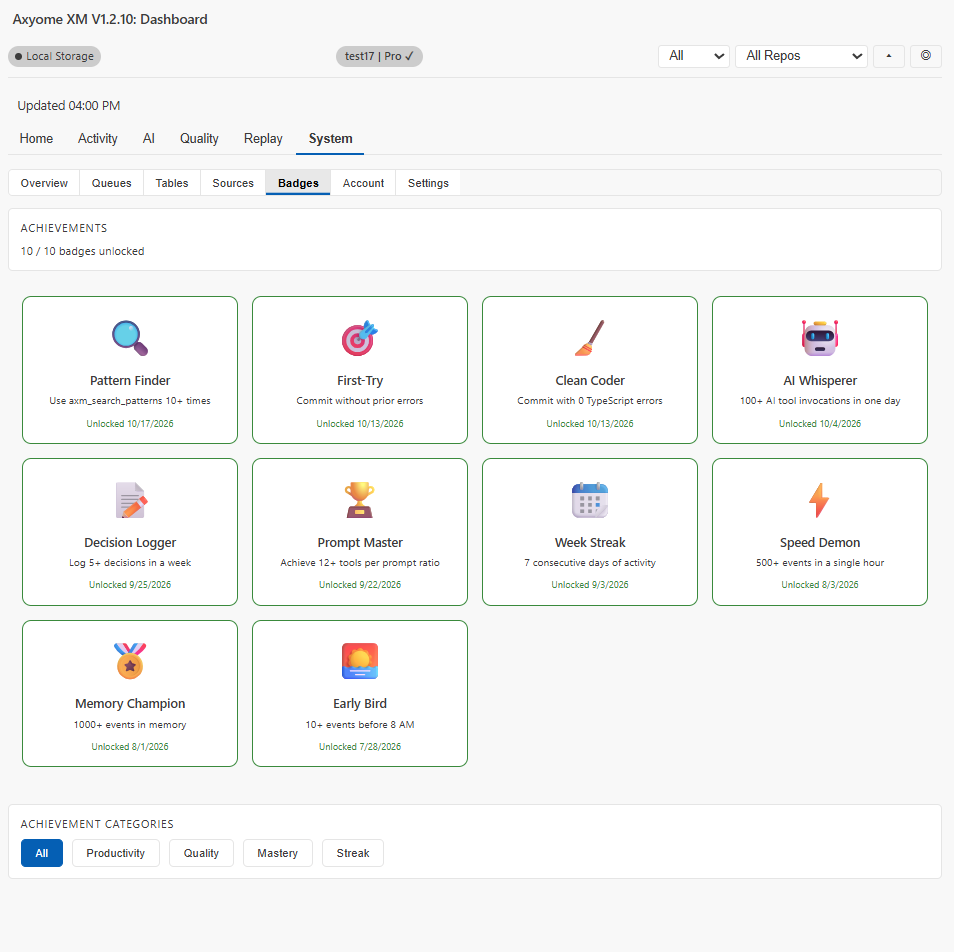 Axyome XM V1.2.10: Dashboard
Local Storage
test17 | Pro ✓
All
All Repos
Updated 04:00 PM
Home Activity AI Quality Replay System
Overview Queues Tables Sources Badges Account Settings
ACHIEVEMENTS
10 / 10 badges unlocked
Pattern Finder
Use axm_search_patterns 10+ times
Unlocked 10/17/2026
First-Try
Commit without prior errors
Unlocked 10/13/2026
Clean Coder
Commit with 0 TypeScript errors
Unlocked 10/13/2026
AI Whisperer
100+ AI tool invocations in one day
Unlocked 10/4/2026
Decision Logger
Log 5+ decisions in a week
Unlocked 9/25/2026
Prompt Master
Achieve 12+ tools per prompt ratio
Unlocked 9/22/2026
Week Streak
7 consecutive days of activity
Unlocked 9/3/2026
Speed Demon
500+ events in a single hour
Unlocked 8/3/2026
Memory Champion
1000+ events in memory
Unlocked 8/1/2026
Early Bird
10+ events before 8 AM
Unlocked 7/28/2026
ACHIEVEMENT CATEGORIES
All Productivity Quality Mastery Streak